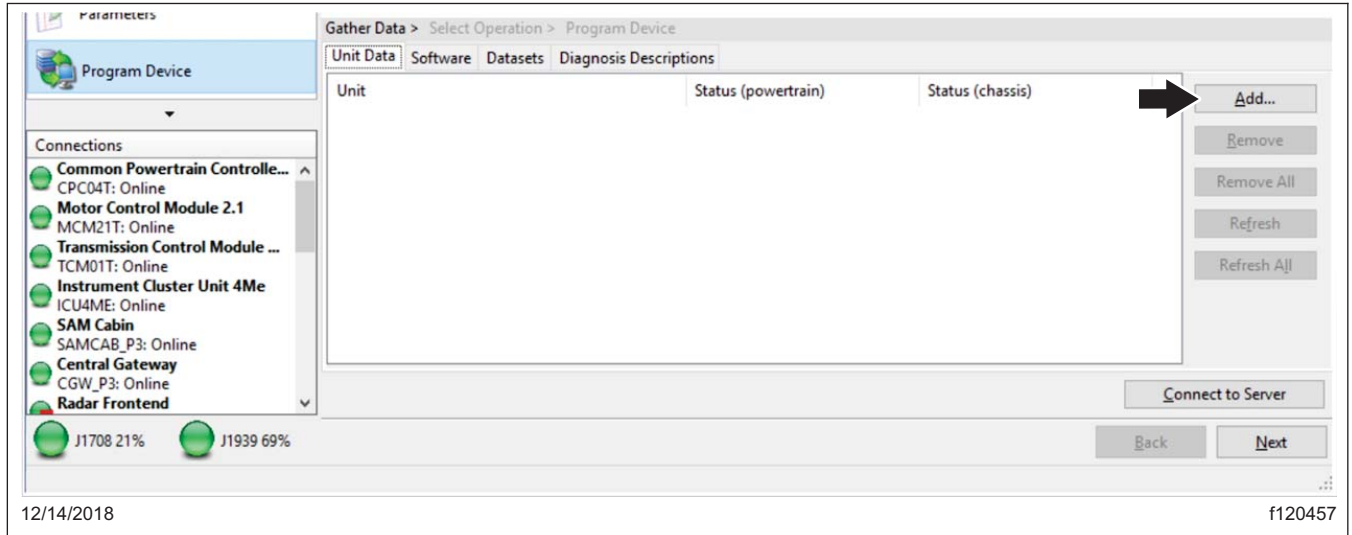 Parameters
Program Device
Connections
Common Powertrain Controlle...
CPC04T: Online
Motor Control Module 2.1
MCM21T: Online
Transmission Control Module ...
TCM01T: Online
Instrument Cluster Unit 4Me
ICU4ME: Online
SAM Cabin
SAMCAB_P3: Online
Central Gateway
CGW_P3: Online
Radar Frontend
J1708 21% J1939 69%
Gather Data > Select Operation > Program Device
Unit Data Software Datasets Diagnosis Descriptions
Unit Status (powertrain) Status (chassis)
Add...
Remove
Remove All
Refresh
Refresh All
Connect to Server
Back Next
12/14/2018 f120457